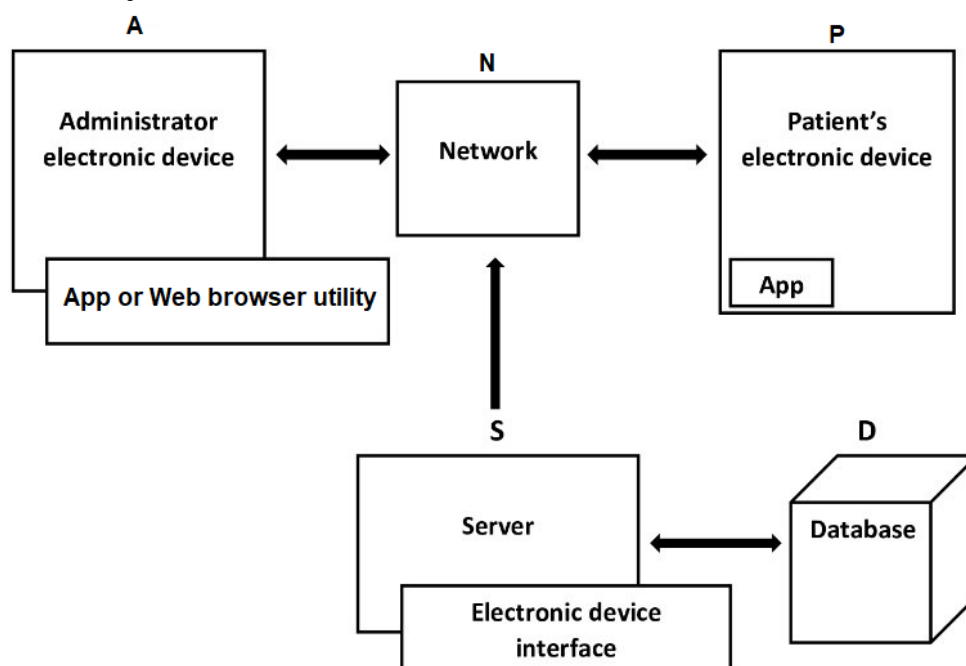 A
N
P
Administrator
electronic device
Network
Patient’s
electronic device
App or Web browser utility
App
S
D
Server
Database
Electronic device
interface